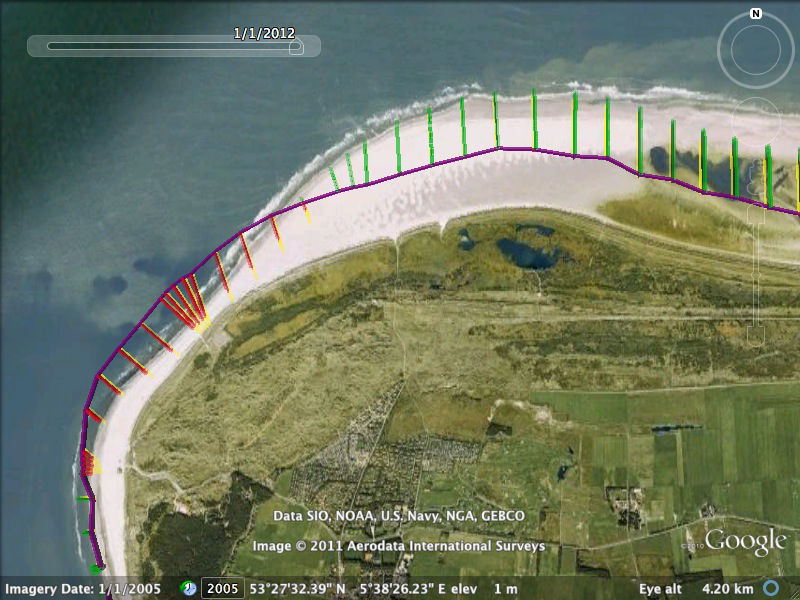 1/1/2012
N
Data SIO, NOAA, U.S. Navy, NGA, GEBCO
Image © 2011 Aerodata International Surveys
©2010 Google
Imagery Date: 1/1/2005 2005 53°27'32.39" N 5°38'26.23" E elev 1 m Eye alt 4.20 km